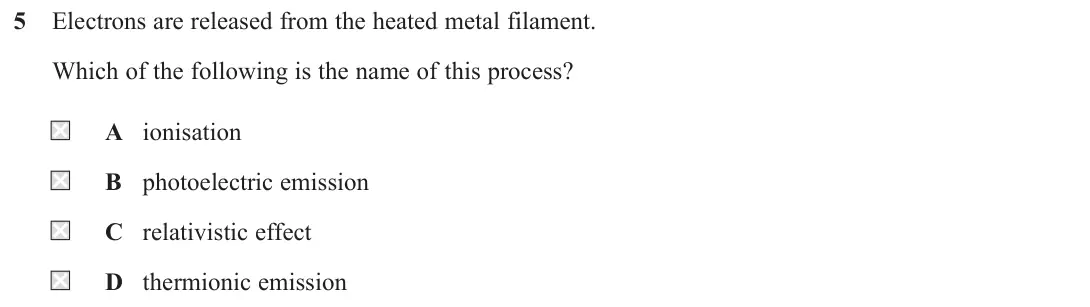 5 Electrons are released from the heated metal filament.
Which of the following is the name of this process?
A ionisation
B photoelectric emission
C relativistic effect
D thermionic emission